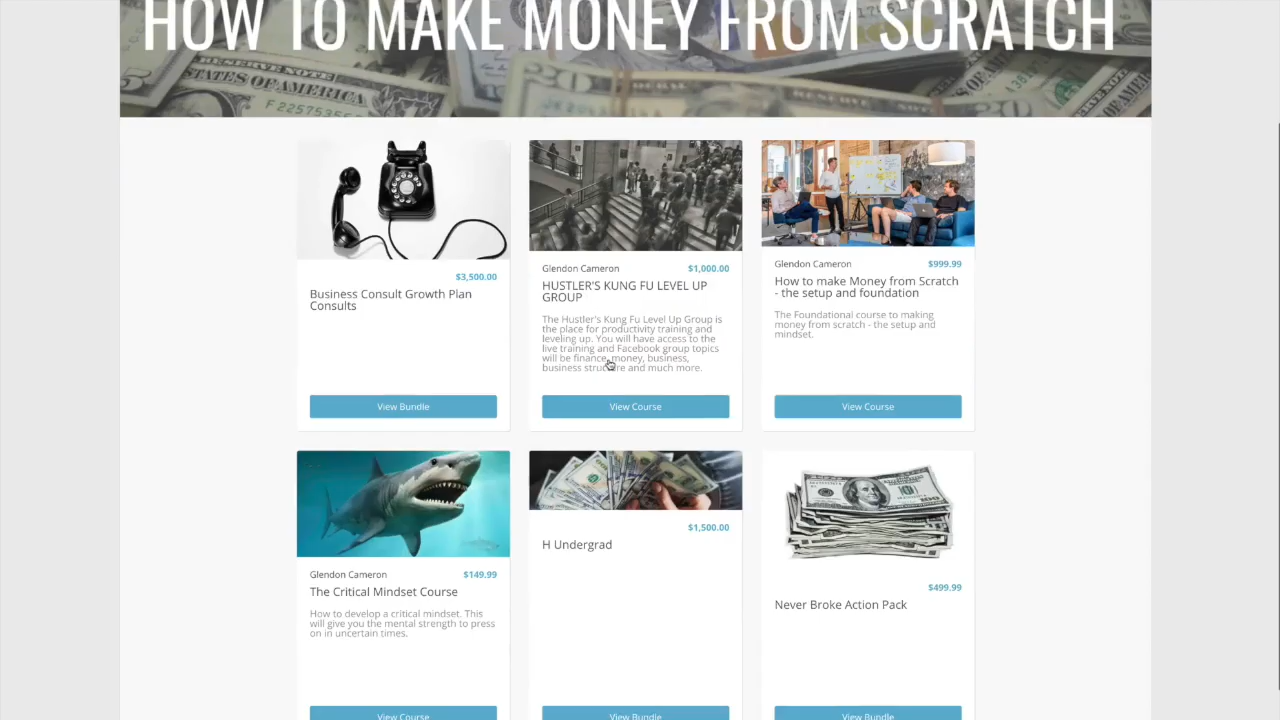 HOW TO MAKE MONEY FROM SCRATCH
STATES OF AMERICA
$3,500.00
Business Consult Growth Plan
Consults
View Bundle
Glendon Cameron
$1,000.00
HUSTLER'S KUNG FU LEVEL UP
GROUP
The Hustler's Kung Fu Level Up Group is
the place for productivity training and
leveling up. You will have access to the
live training and Facebook group topics
will be finance, money, business,
business structure and much more.
View Course
Glendon Cameron
$999.99
How to make Money from Scratch
- the setup and foundation
The Foundational course to making
money from scratch - the setup and
mindset.
View Course
Glendon Cameron
$149.99
The Critical Mindset Course
How to develop a critical mindset. This
will give you the mental strength to press
on in uncertain times.
View Course
$1,500.00
H Undergrad
View Bundle
$499.99
Never Broke Action Pack
View Bundle